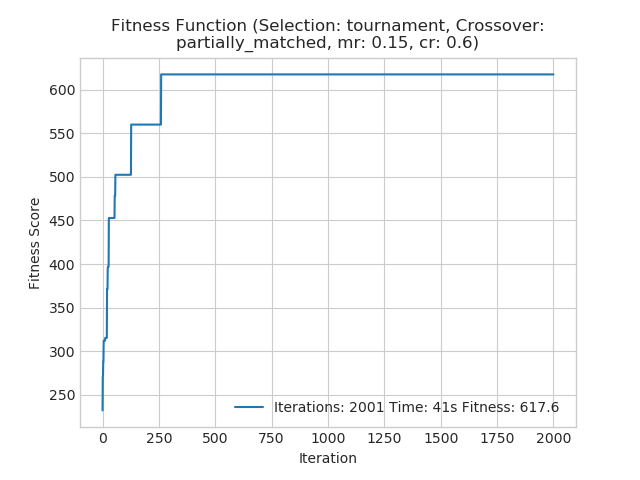 Fitness Function (Selection: tournament, Crossover:
partially_matched, mr: 0.15, cr: 0.6)
600
550
500
450
400
350
300
250
Fitness Score
Iterations: 2001 Time: 41s Fitness: 617.6
0 250 500 750 1000 1250 1500 1750 2000
Iteration